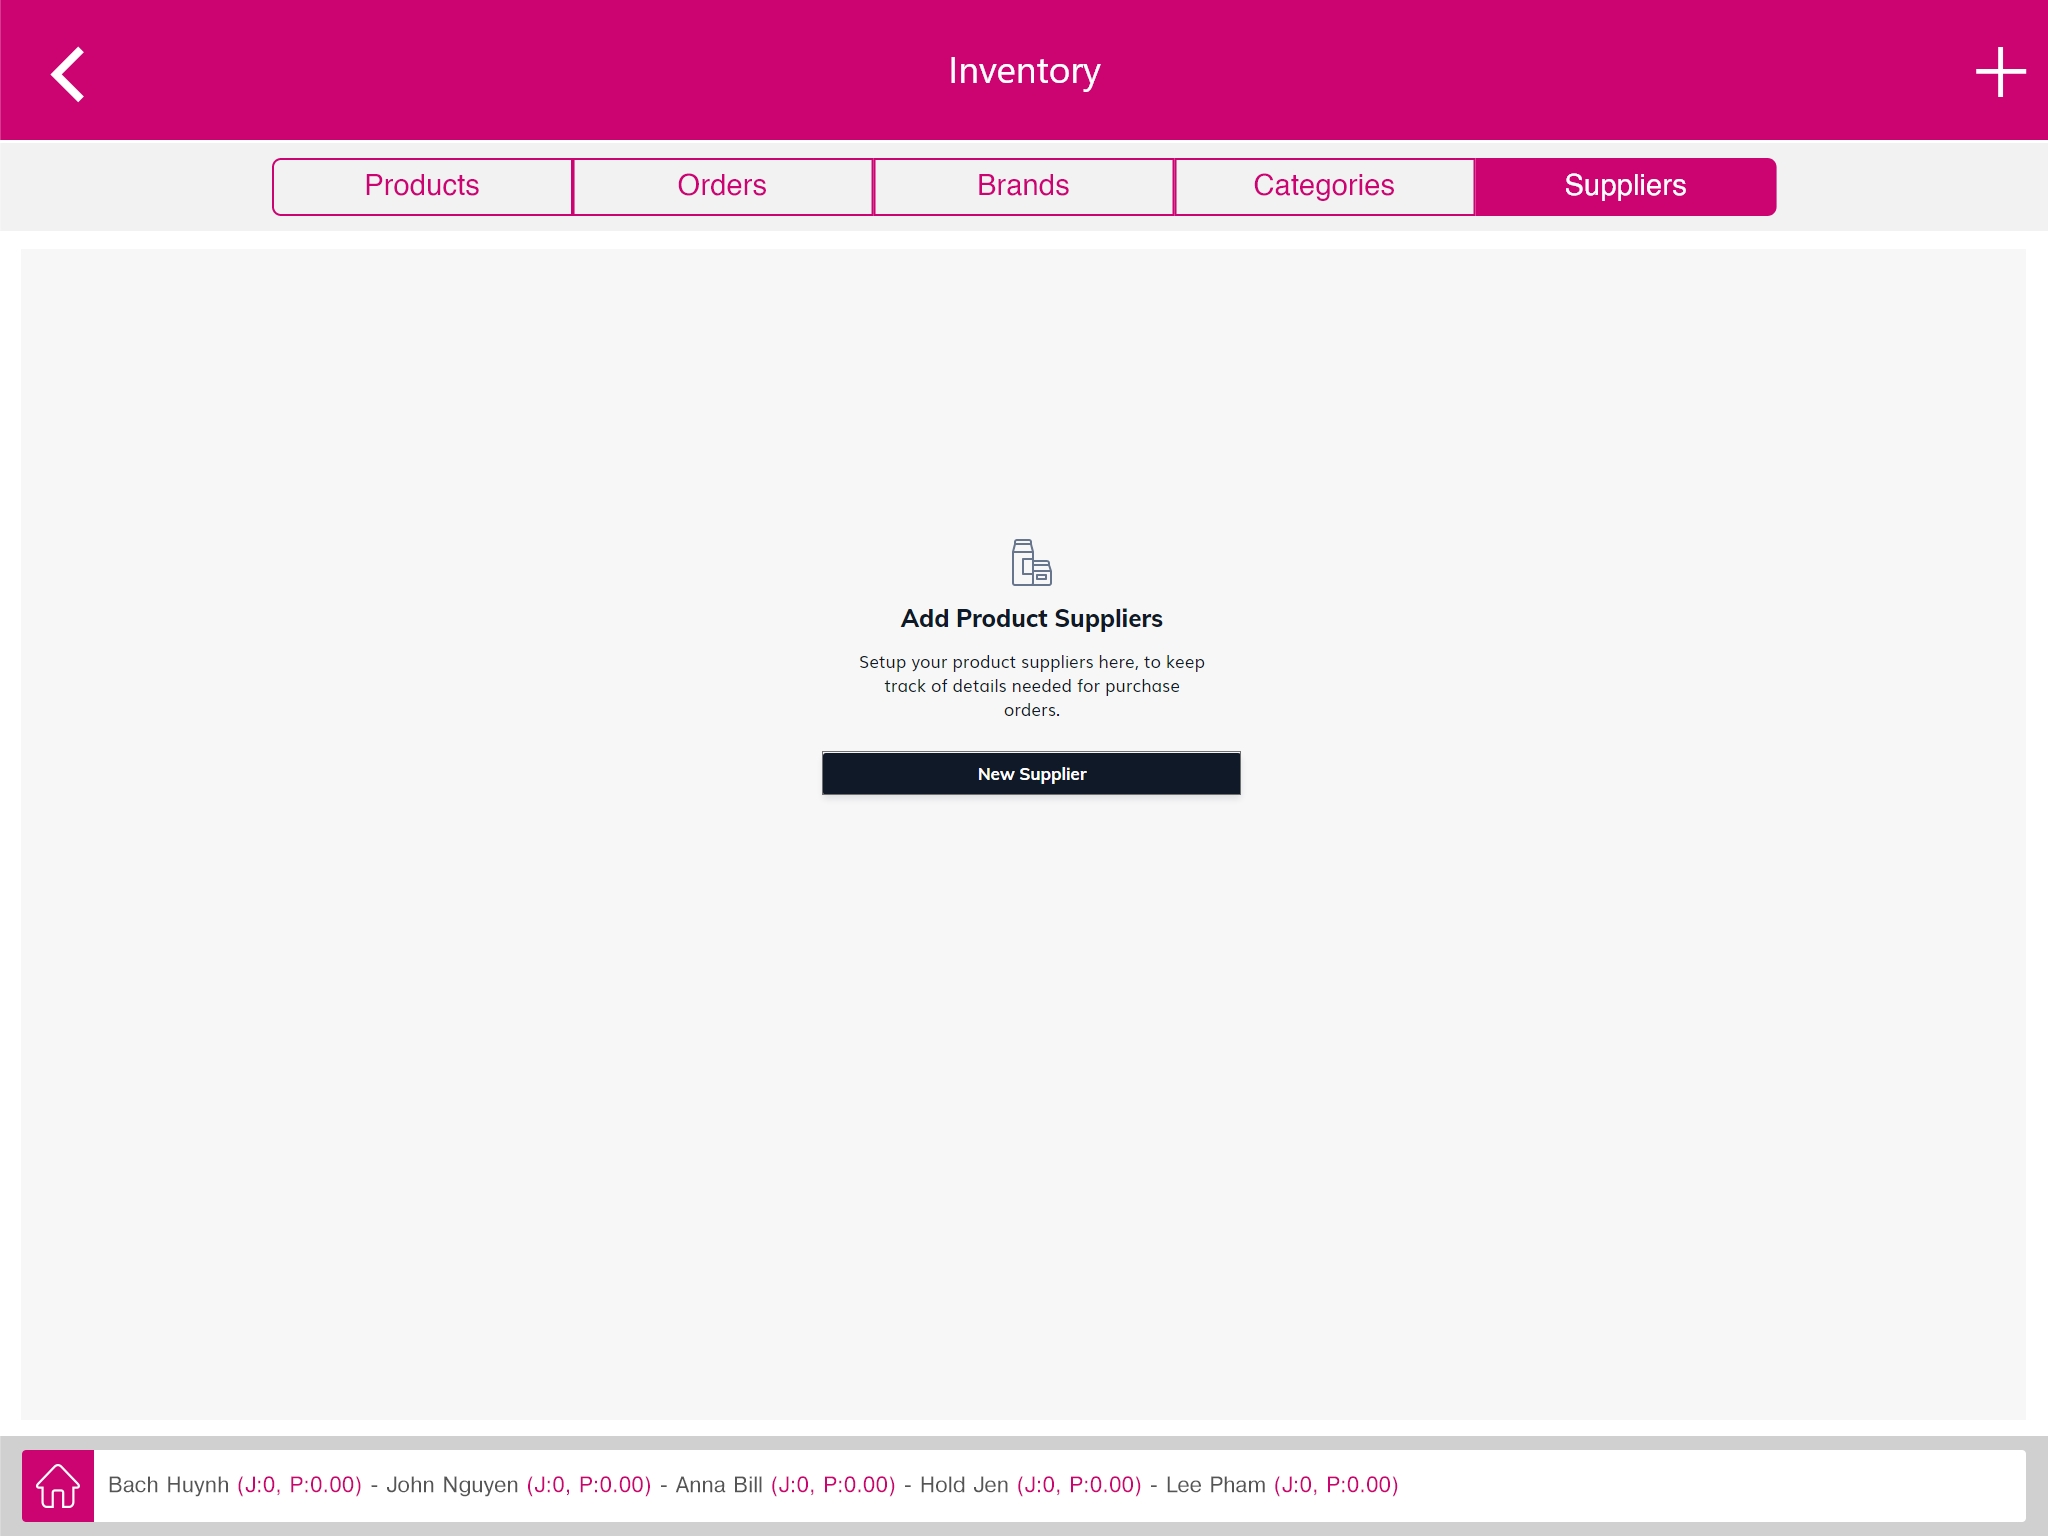 Inventory
Products
Orders
Brands
Categories
Suppliers
Add Product Suppliers
Setup your product suppliers here, to keep
track of details needed for purchase
orders.
New Supplier
Bach Huynh (J:0, P:0.00) - John Nguyen (J:0, P:0.00) - Anna Bill (J:0, P:0.00) - Hold Jen (J:0, P:0.00) - Lee Pham (J:0, P:0.00)